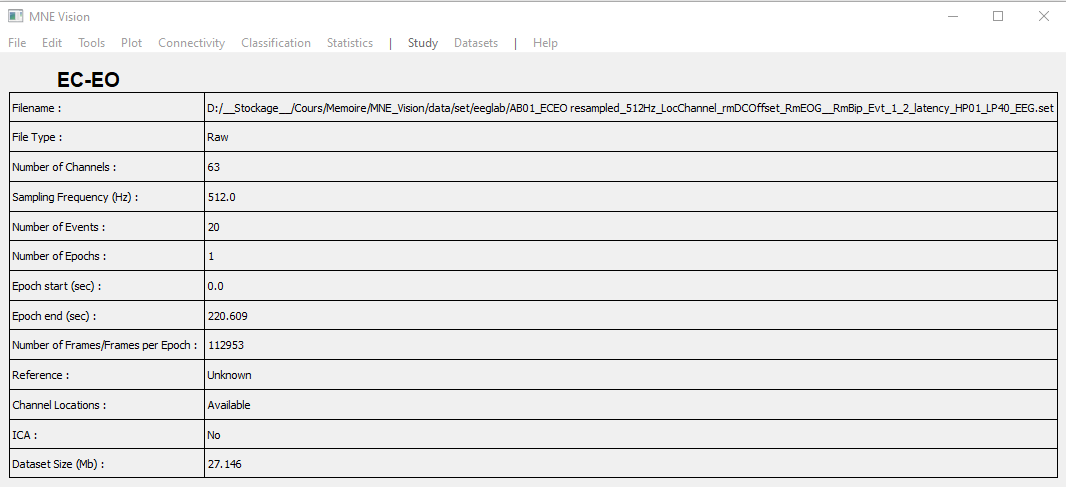 MNE Vision
File Edit Tools Plot Connectivity Classification Statistics | Study Datasets | Help
EC-EO
Filename : D:/__Stockage__/Cours/Memoire/MNE_Vision/data/set/eeglab/AB01_ECEO resampled_512Hz_LocChannel_rmDCOffset_RmEOG__RmBip_Evt_1_2_latency_HP01_LP40_EEG.set
File Type : Raw
Number of Channels : 63
Sampling Frequency (Hz) : 512.0
Number of Events : 20
Number of Epochs : 1
Epoch start (sec) : 0.0
Epoch end (sec) : 220.609
Number of Frames/Frames per Epoch : 112953
Reference : Unknown
Channel Locations : Available
ICA : No
Dataset Size (Mb) : 27.146